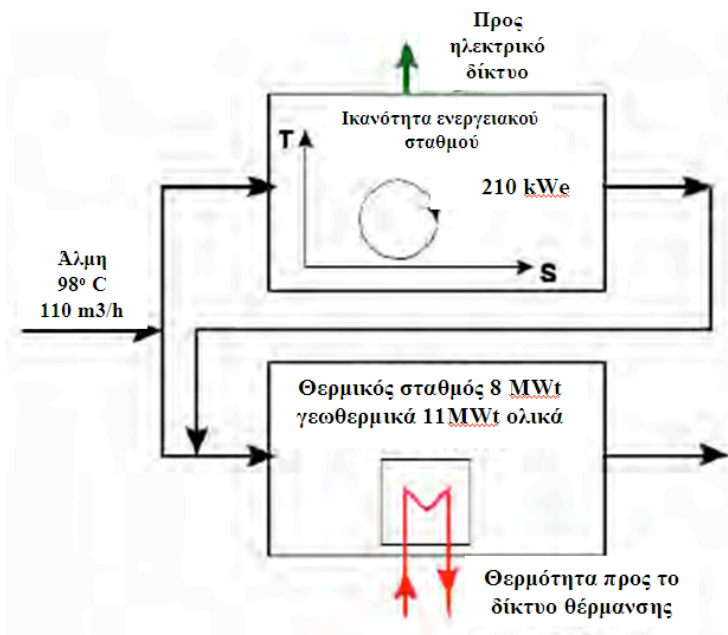 Προς
ηλεκτρικό
δίκτυο
Ικανότητα ενεργειακού
σταθμού
T
210 kWe
S
Άλμη
98º C
110 m3/h
Θερμικός σταθμός 8 MWt
γεωθερμικά 11MWt ολικά
Θερμότητα προς το
δίκτυο θέρμανσης